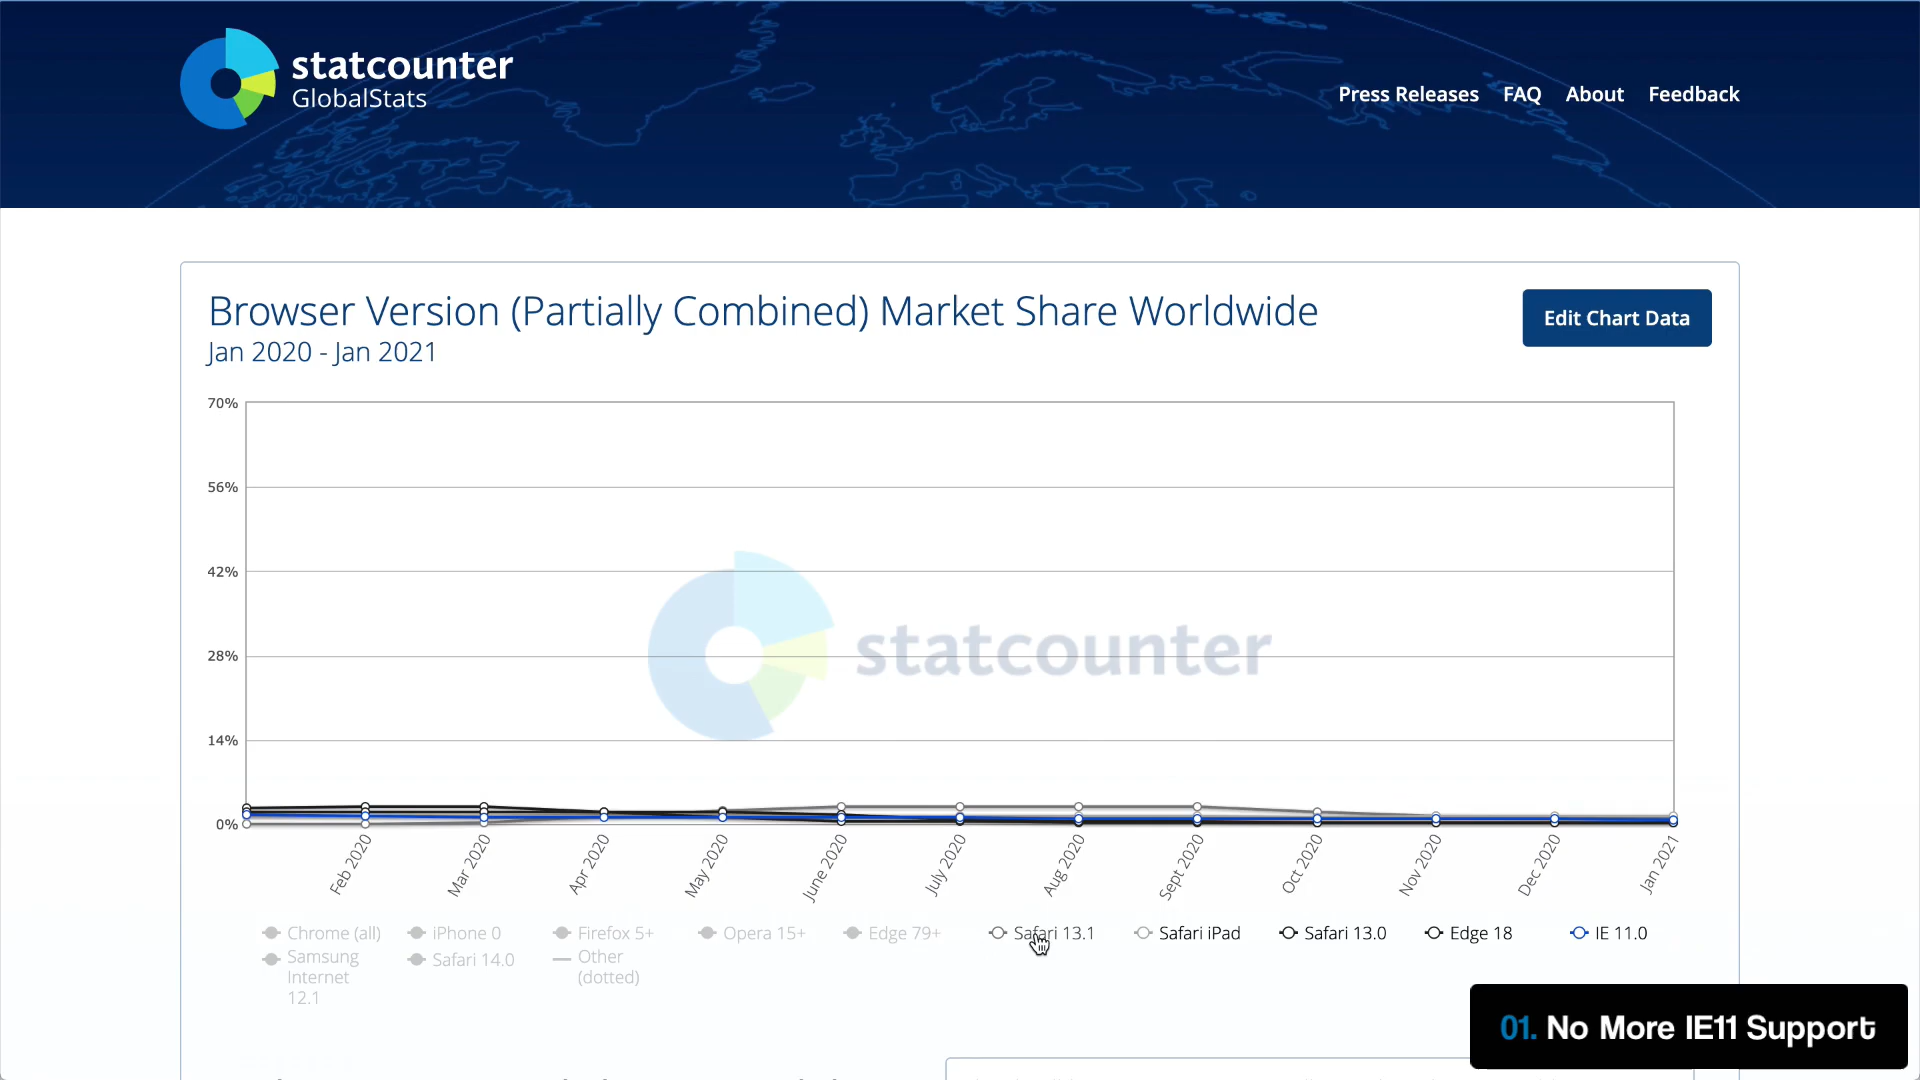 statcounter
GlobalStats
Press Releases FAQ About Feedback
Browser Version (Partially Combined) Market Share Worldwide
Jan 2020 - Jan 2021
Edit Chart Data
70%
56%
42%
28%
14%
0%
statcounter
Feb 2020 Mar 2020 Apr 2020 May 2020 June 2020 July 2020 Aug 2020 Sept 2020 Oct 2020 Nov 2020 Dec 2020 Jan 2021
Chrome (all) iPhone 0 Firefox 5+ Opera 15+ Edge 79+ Safari 13.1 Safari iPad Safari 13.0 Edge 18 IE 11.0
Samsung Internet 12.1 Safari 14.0 Other (dotted)
01. No More IE11 Support